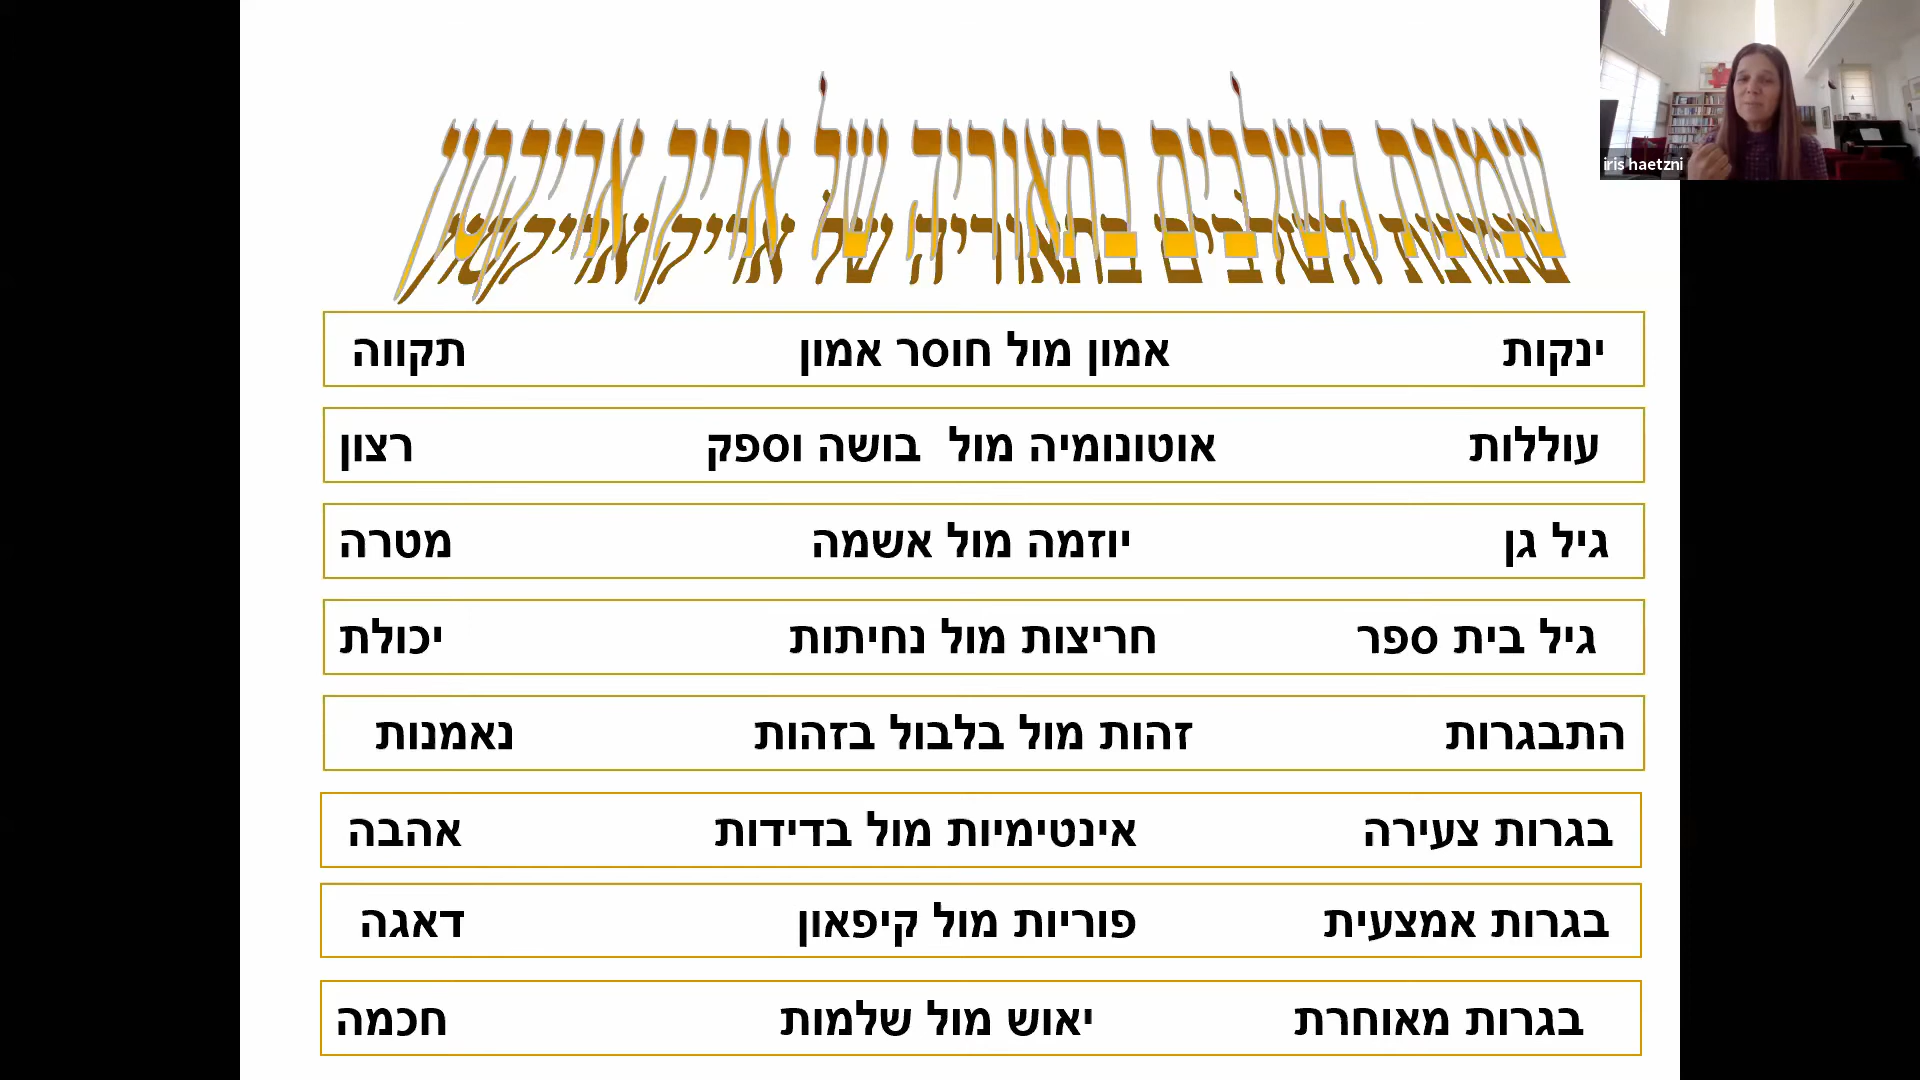 שמונת השלבים בתאוריה של אריק אריקסון
ינקות אמון מול חוסר אמון תקווה
עוללות אוטונומיה מול בושה וספק רצון
גיל גן יוזמה מול אשמה מטרה
גיל בית ספר חריצות מול נחיתות יכולת
התבגרות זהות מול בלבול בזהות נאמנות
בגרות צעירה אינטימיות מול בדידות אהבה
בגרות אמצעית פוריות מול קיפאון דאגה
בגרות מאוחרת יאוש מול שלמות חכמה
iris haetzni